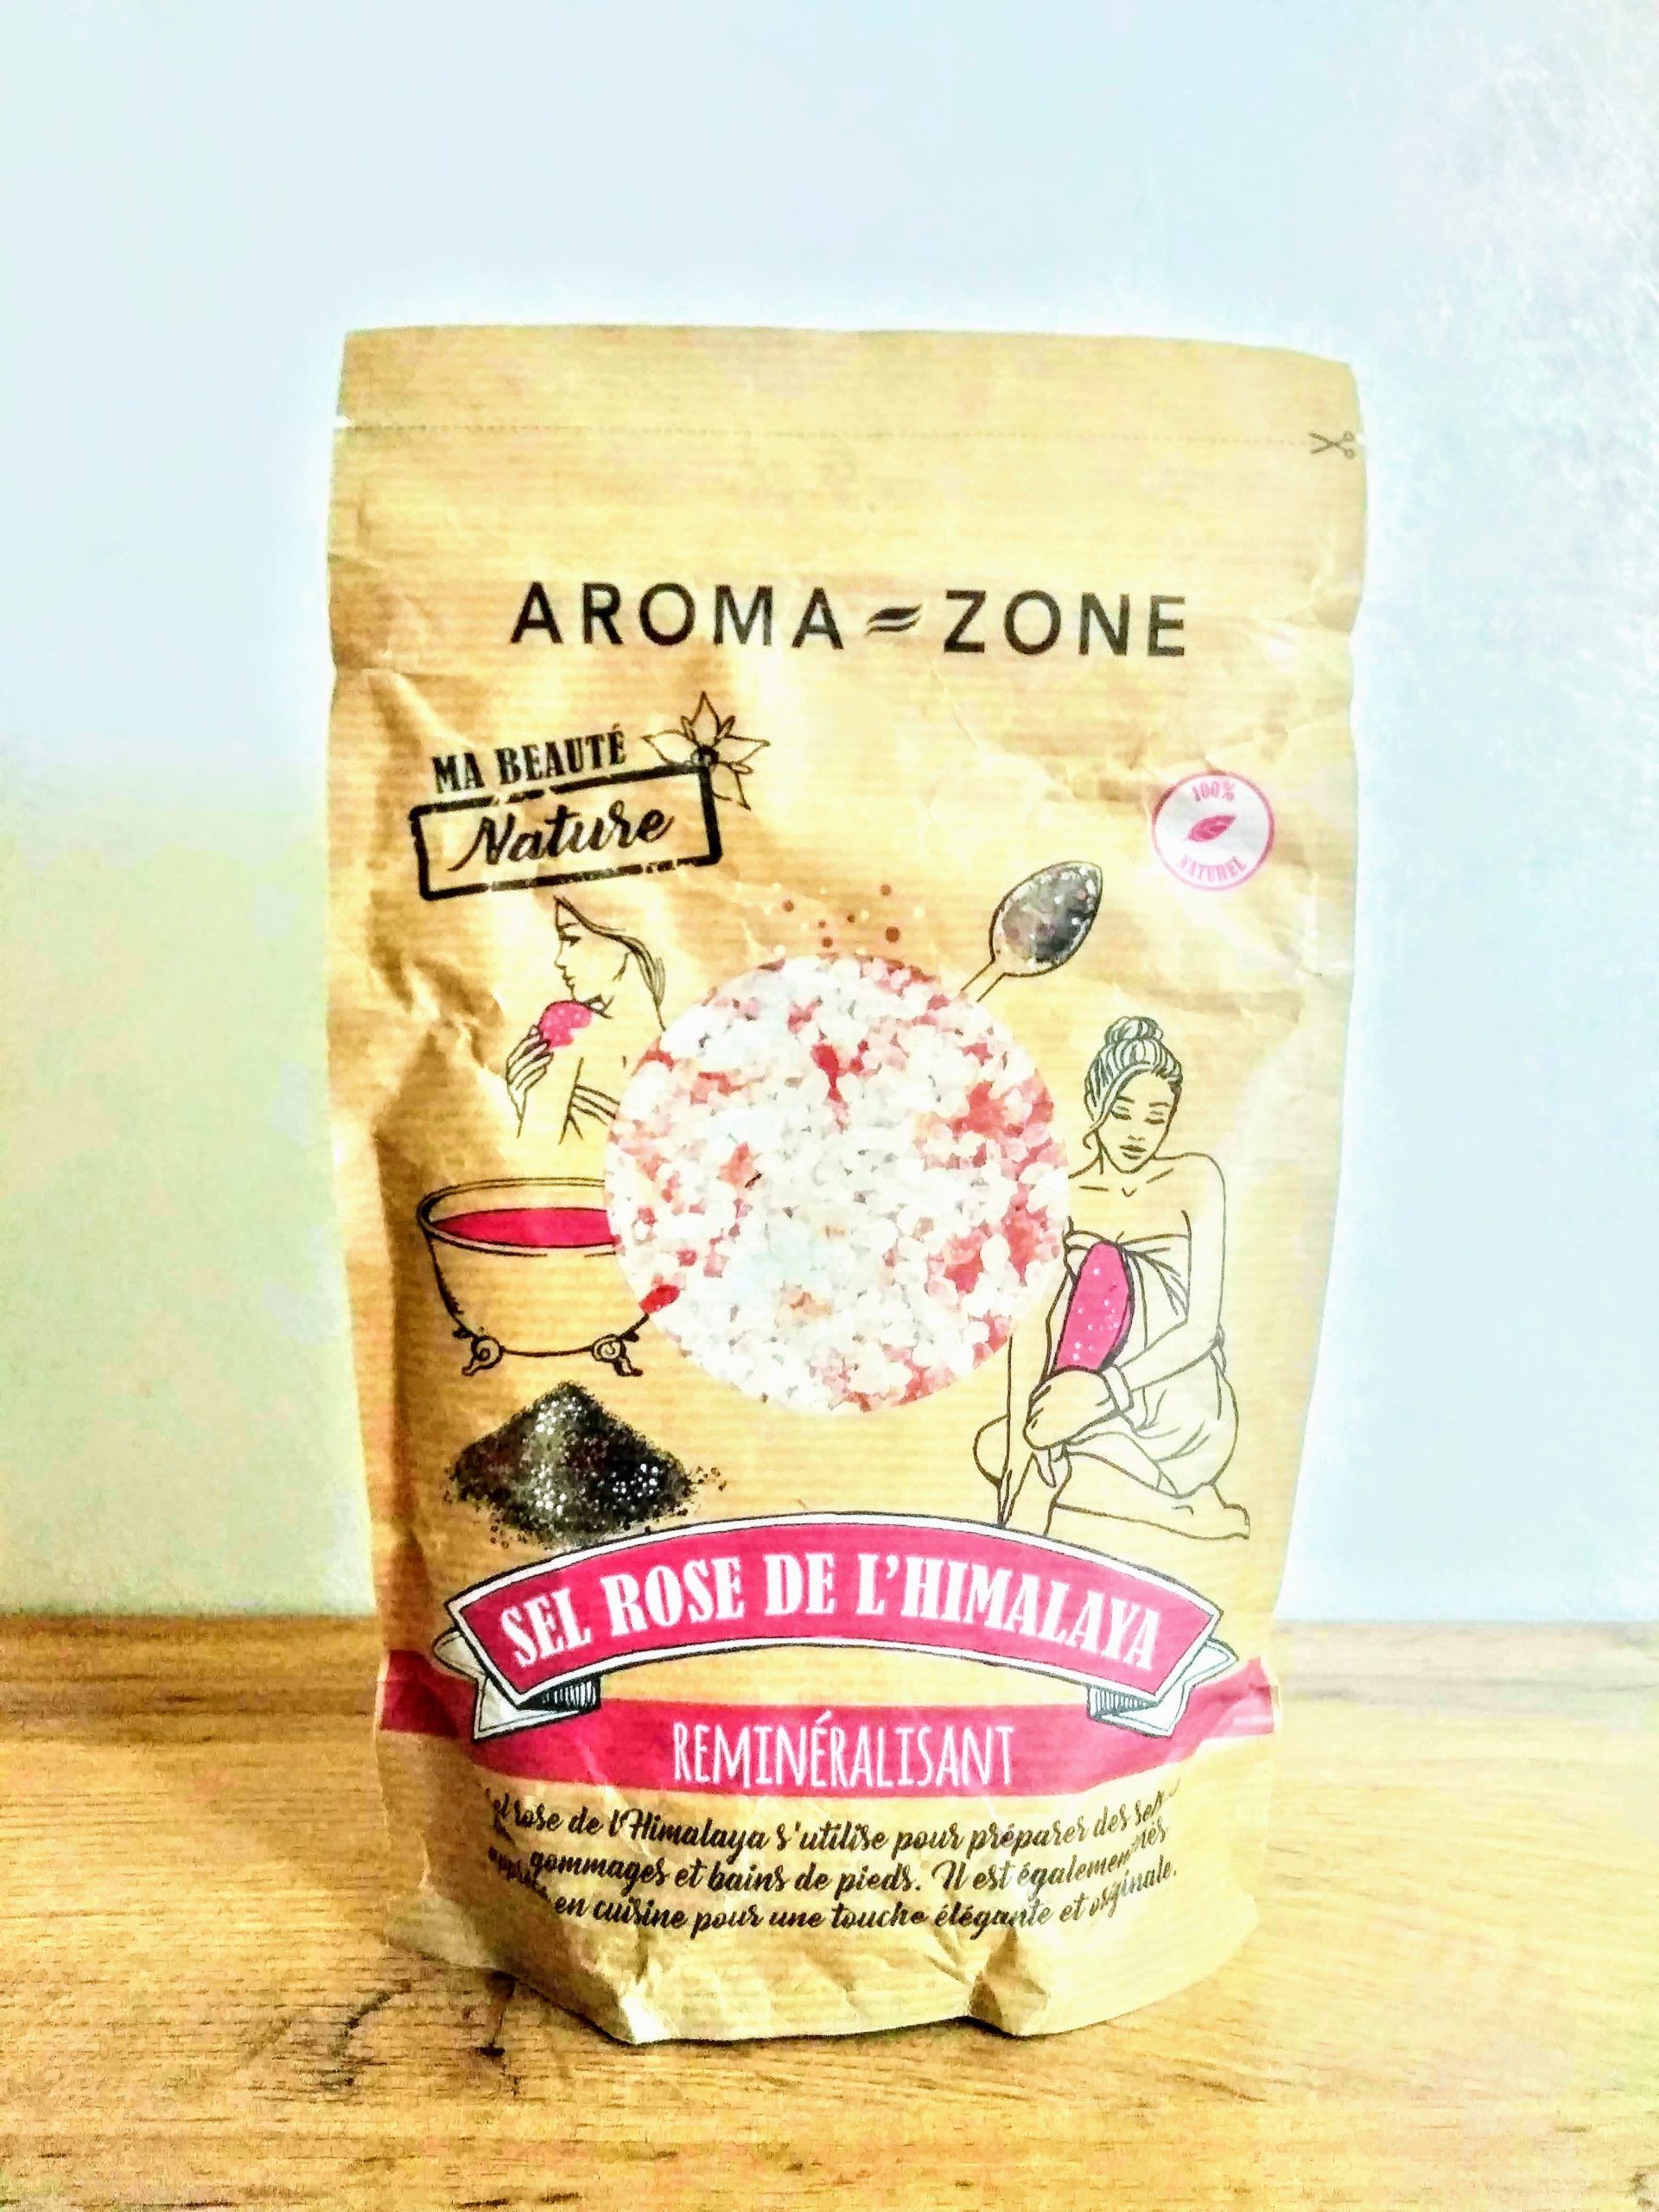 AROMA ZONE
MA BEAUTÉ
Nature
100%
NATUREL
SEL ROSE DE L'HIMALAYA
REMINÉRALISANT
rose de l'Himalaya s'utilise pour préparer des
gommages et bains de pieds. Il est également
en cuisine pour une touche élégante et originale.